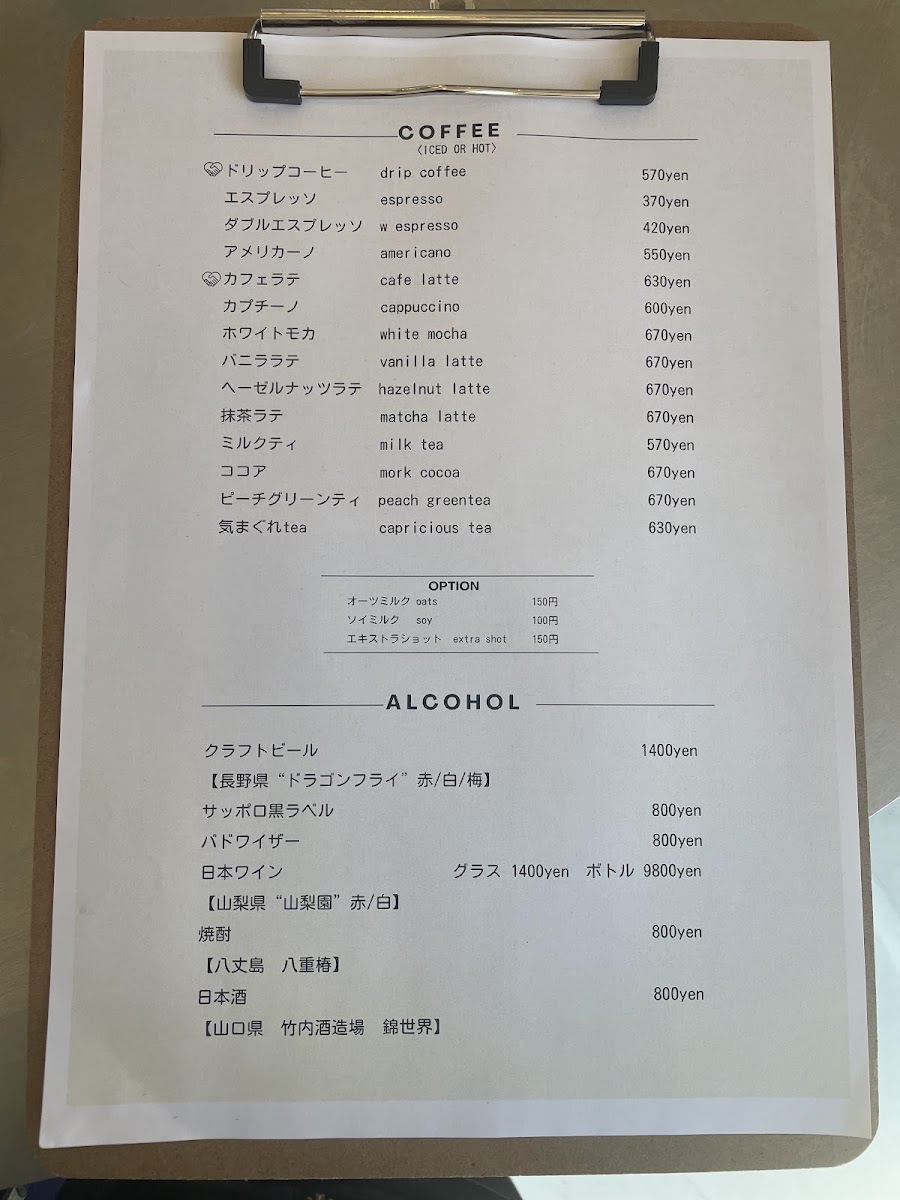 COFFEE
〈ICED OR HOT〉
ドリップコーヒー drip coffee 570yen
エスプレッソ espresso 370yen
ダブルエスプレッソ w espresso 420yen
アメリカーノ americano 550yen
カフェラテ cafe latte 630yen
カプチーノ cappuccino 600yen
ホワイトモカ white mocha 670yen
バニララテ vanilla latte 670yen
ヘーゼルナッツラテ hazelnut latte 670yen
抹茶ラテ matcha latte 670yen
ミルクティ milk tea 570yen
ココア mork cocoa 670yen
ピーチグリーンティ peach greentea 670yen
気まぐれtea capricious tea 630yen
OPTION
オーツミルク oats 150円
ソイミルク soy 100円
エキストラショット extra shot 150円
ALCOHOL
クラフトビール 1400yen
【長野県“ドラゴンフライ”赤/白/梅】
サッポロ黒ラベル 800yen
バドワイザー 800yen
日本ワイン グラス 1400yen ボトル 9800yen
【山梨県“山梨園”赤/白】
焼酎 800yen
【八丈島　八重椿】
日本酒 800yen
【山口県　竹内酒造場　錦世界】